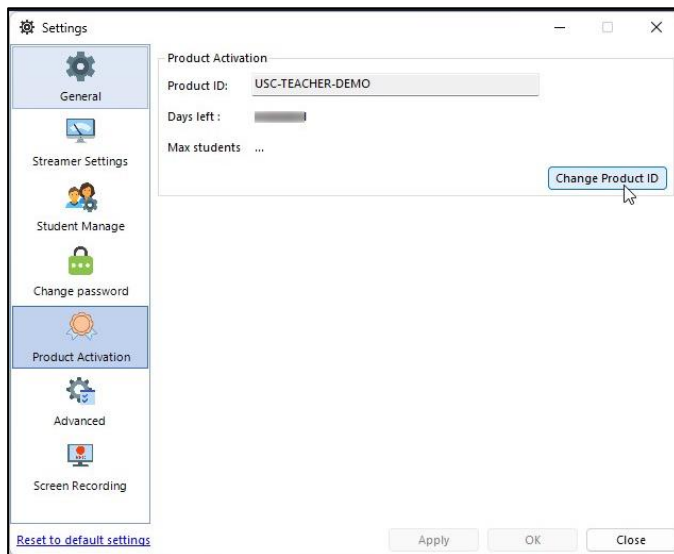 Settings
General
Streamer Settings
Student Manage
Change password
Product Activation
Advanced
REC
Screen Recording
Reset to default settings
Product Activation
Product ID: USC-TEACHER-DEMO
Days left :
Max students ...
Change Product ID
Apply OK Close